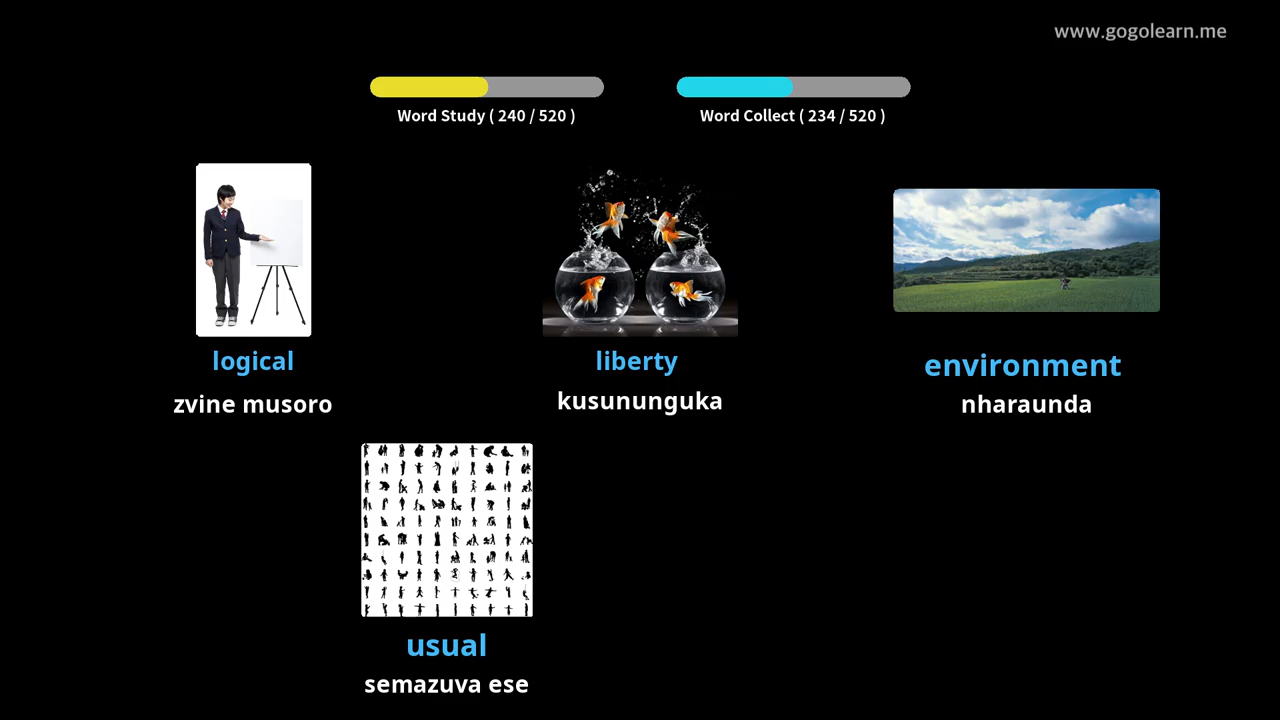 www.gogolearn.me
Word Study ( 240 / 520 )
Word Collect ( 234 / 520 )
logical
zvine musoro
liberty
kusununguka
environment
nharaunda
usual
semazuva ese